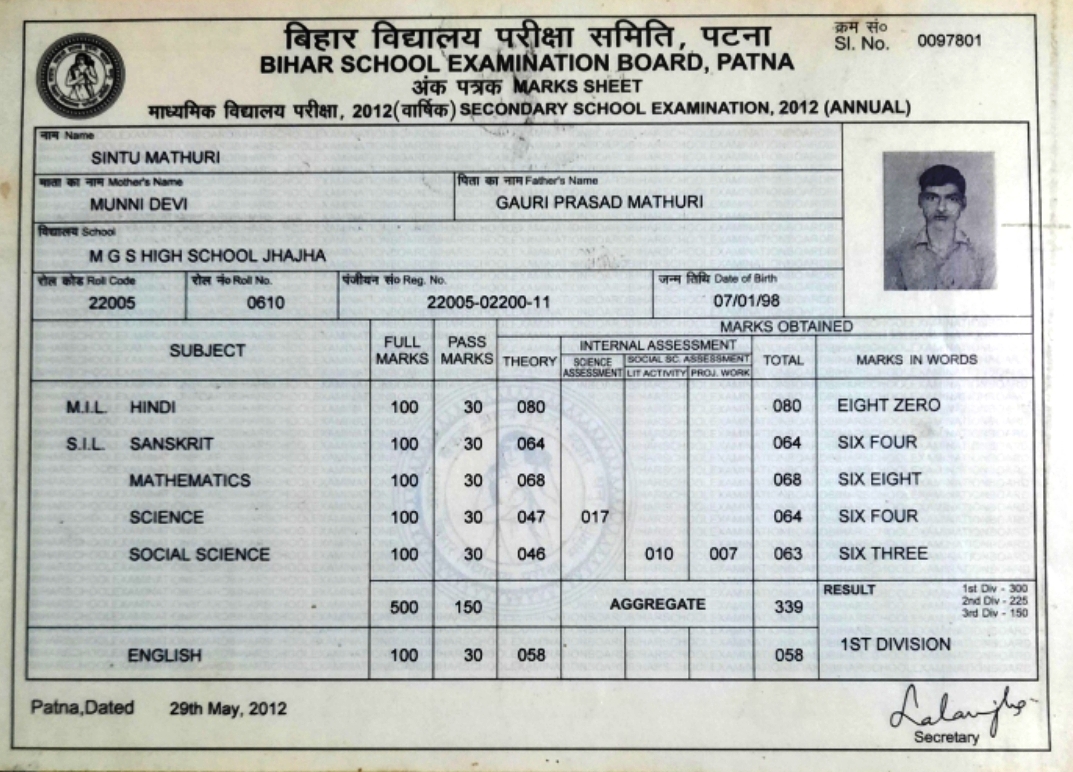 बिहार विद्यालय परीक्षा समिति, पटना
क्रम सं०
Sl. No. 0097801
BIHAR SCHOOL EXAMINATION BOARD, PATNA
अंक पत्रक MARKS SHEET
माध्यमिक विद्यालय परीक्षा, 2012(वार्षिक) SECONDARY SCHOOL EXAMINATION, 2012 (ANNUAL)
नाम Name
SINTU MATHURI
माता का नाम Mother's Name पिता का नाम Father's Name
MUNNI DEVI GAURI PRASAD MATHURI
विद्यालय School
M G S HIGH SCHOOL JHAJHA
रोल कोड Roll Code रोल नं० Roll No. पंजीयन सं० Reg. No. जन्म तिथि Date of Birth
22005 0610 22005-02200-11 07/01/98
MARKS OBTAINED
SUBJECT FULL MARKS PASS MARKS THEORY INTERNAL ASSESSMENT TOTAL MARKS IN WORDS
SCIENCE ASSESSMENT SOCIAL SC. ASSESSMENT
LIT ACTIVITY PROJ. WORK
M.I.L. HINDI 100 30 080 080 EIGHT ZERO
S.I.L. SANSKRIT 100 30 064 064 SIX FOUR
MATHEMATICS 100 30 068 068 SIX EIGHT
SCIENCE 100 30 047 017 064 SIX FOUR
SOCIAL SCIENCE 100 30 046 010 007 063 SIX THREE
500 150 AGGREGATE 339 RESULT
1st Div - 300
2nd Div - 225
3rd Div - 150
1ST DIVISION
ENGLISH 100 30 058 058
Patna,Dated 29th May, 2012
Secretary